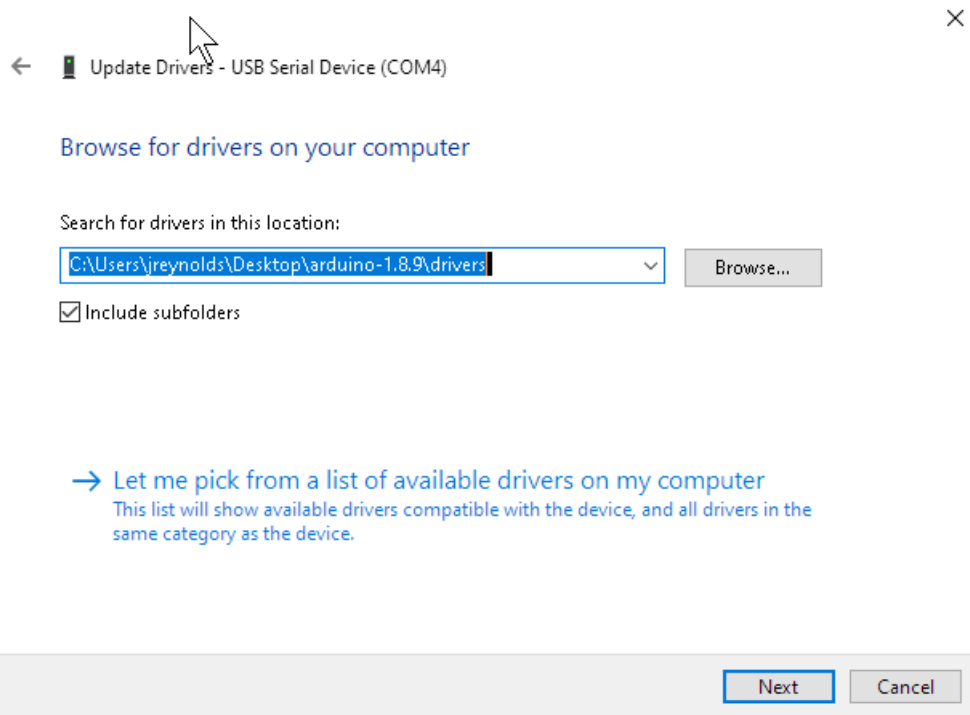 Update Drivers - USB Serial Device (COM4)
Browse for drivers on your computer
Search for drivers in this location:
C:\Users\jreynolds\Desktop\arduino-1.8.9\drivers
Browse...
Include subfolders
Let me pick from a list of available drivers on my computer
This list will show available drivers compatible with the device, and all drivers in the
same category as the device.
Next
Cancel